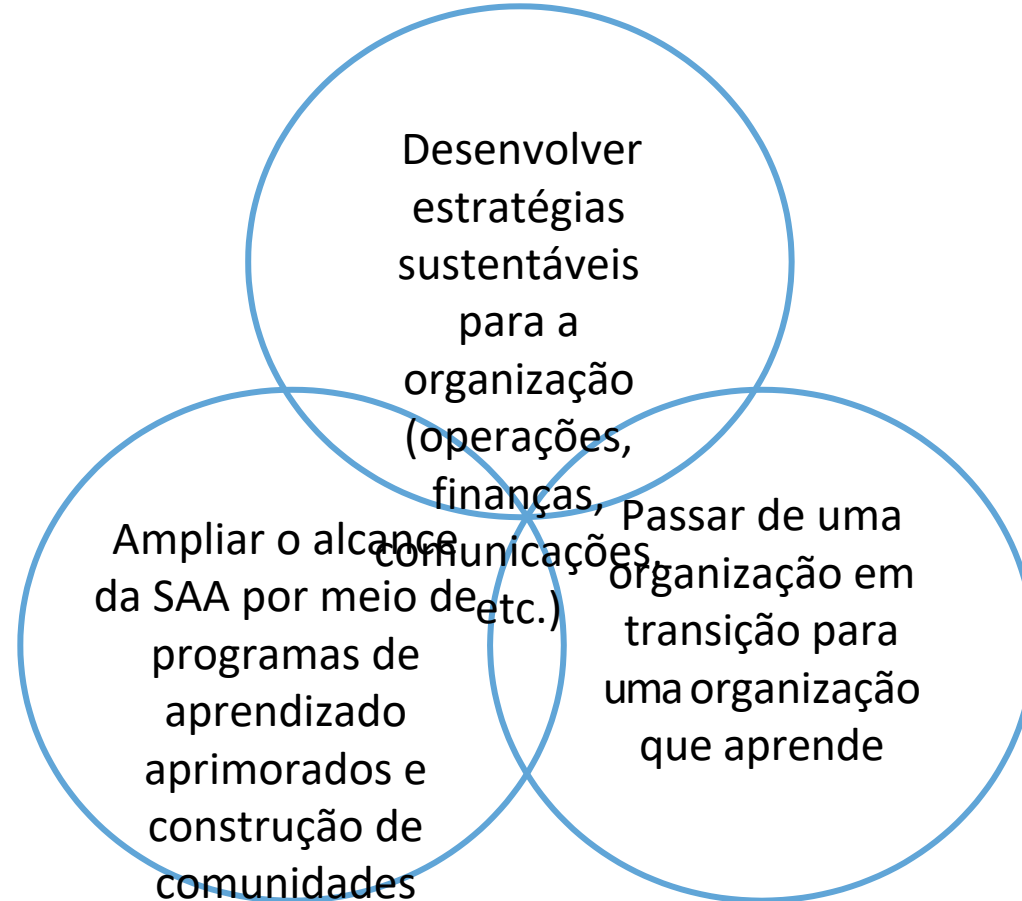 Desenvolver
estratégias
sustentáveis
para a
organização
(operações,
finanças,
comunicações,
etc.)
Ampliar o alcance
da SAA por meio de
programas de
aprendizado
aprimorados e
construção de
comunidades
Passar de uma
organização em
transição para
uma organização
que aprende